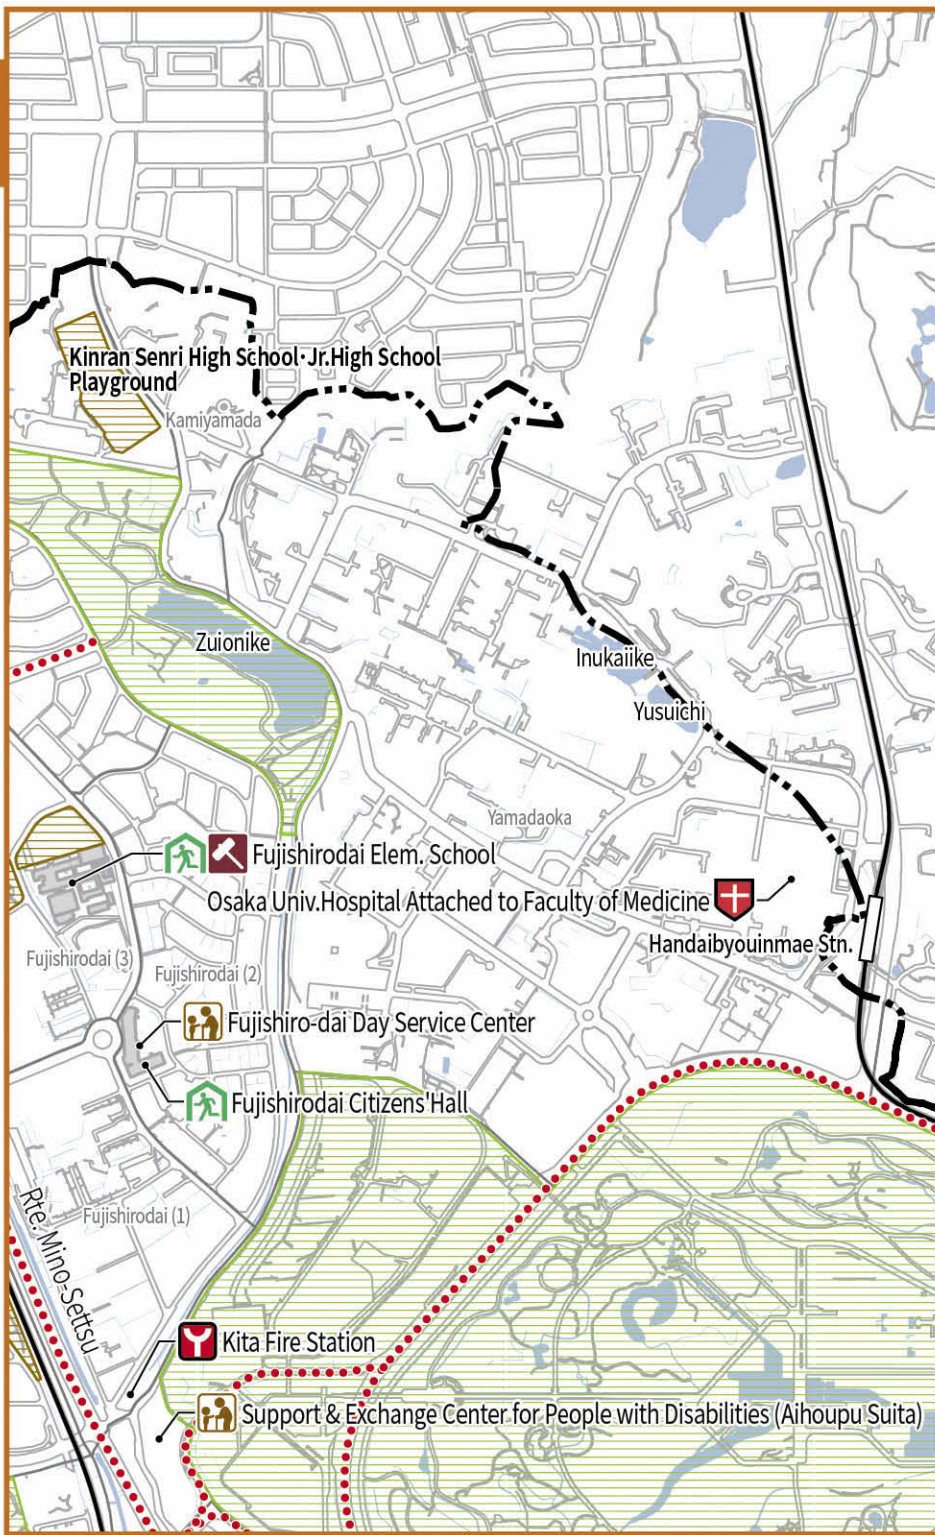 Kinran Senri High School･Jr.High School
Playground
Kamiyamada
Zuionike
Inukaiike
Yusuichi
Yamadaoka
Fujishirodai Elem. School
Osaka Univ.Hospital Attached to Faculty of Medicine
Handaibyouinmae Stn.
Fujishirodai (3)
Fujishirodai (2)
Fujishiro-dai Day Service Center
Fujishirodai Citizens'Hall
Fujishirodai (1)
Rte. Mino-Settsu
Kita Fire Station
Support & Exchange Center for People with Disabilities (Aihoupu Suita)